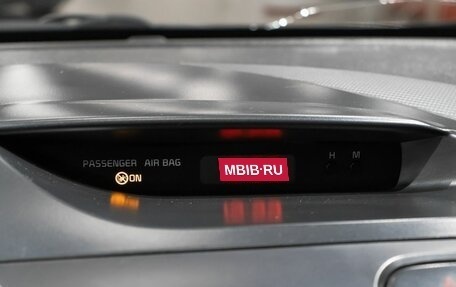 PASSENGER AIR BAG
ON
MBIB·RU
H M